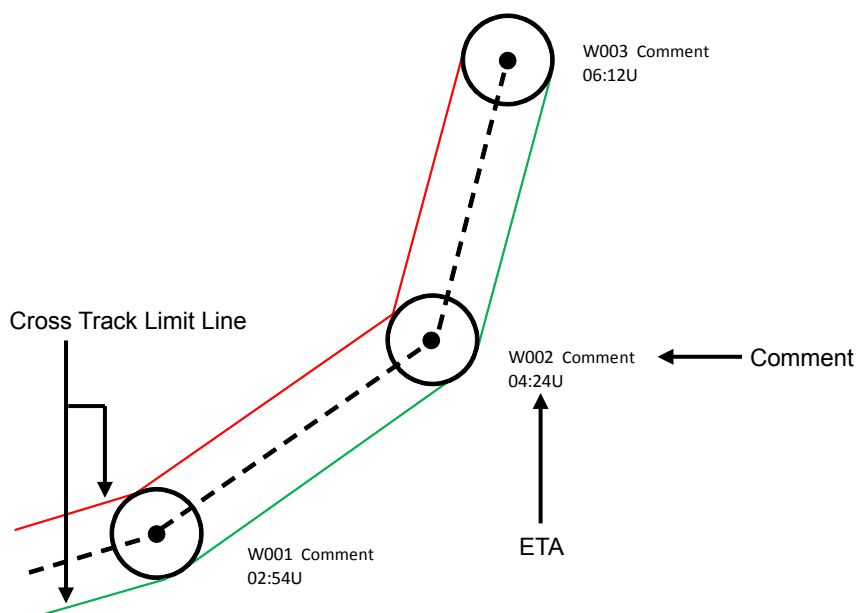 W003 Comment
06:12U
Cross Track Limit Line
W002 Comment
04:24U
Comment
ETA
W001 Comment
02:54U